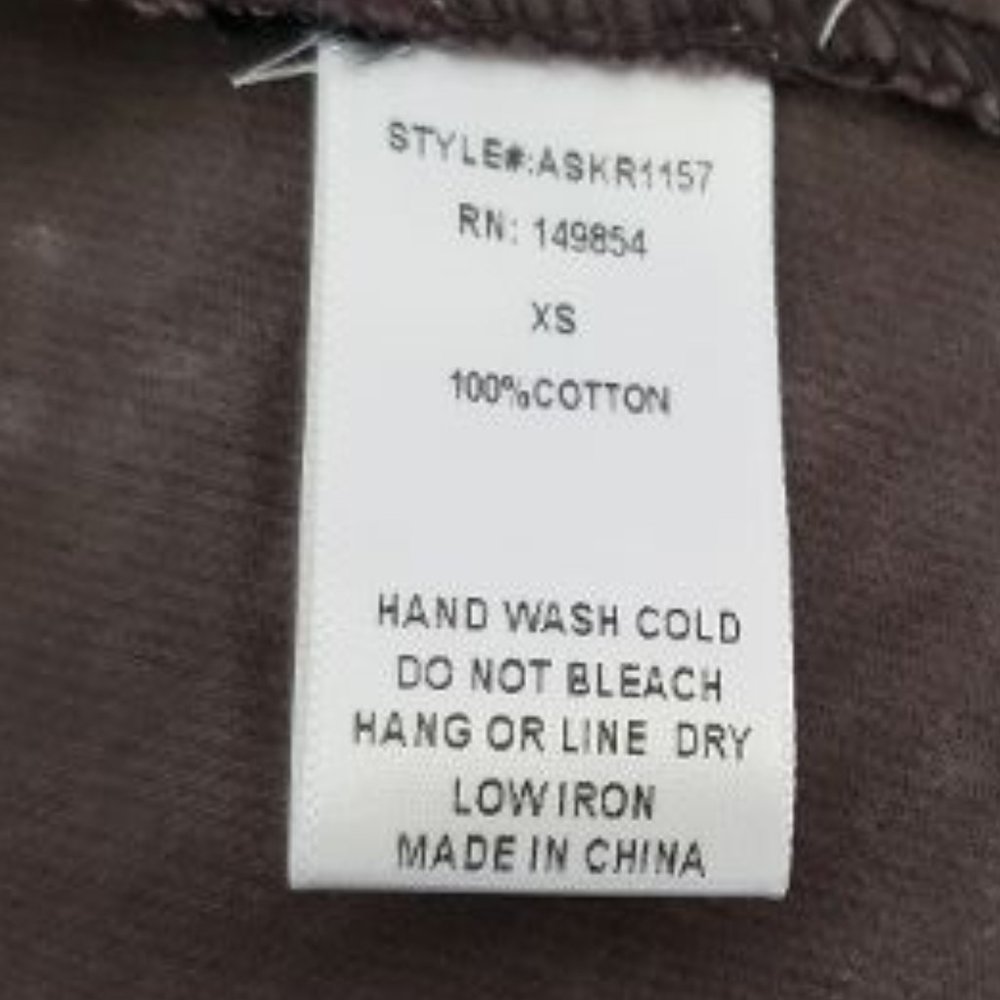 STYLE#:ASKR1157
RN: 149854
XS
100%COTTON
HAND WASH COLD
DO NOT BLEACH
HANG OR LINE DRY
LOW IRON
MADE IN CHINA